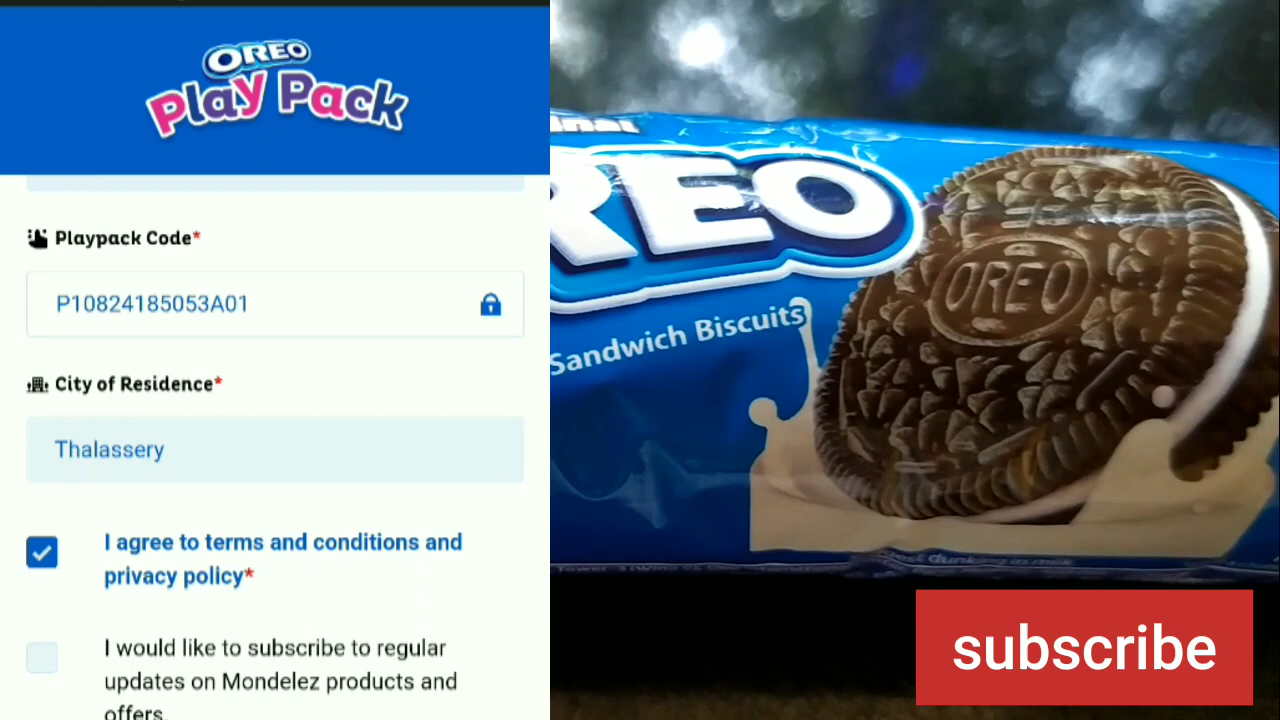 OREO
Play Pack
Playpack Code*
P10824185053A01
City of Residence*
Thalassery
I agree to terms and conditions and
privacy policy*
I would like to subscribe to regular
updates on Mondelez products and
offers.
OREO
Sandwich Biscuits
OREO
subscribe